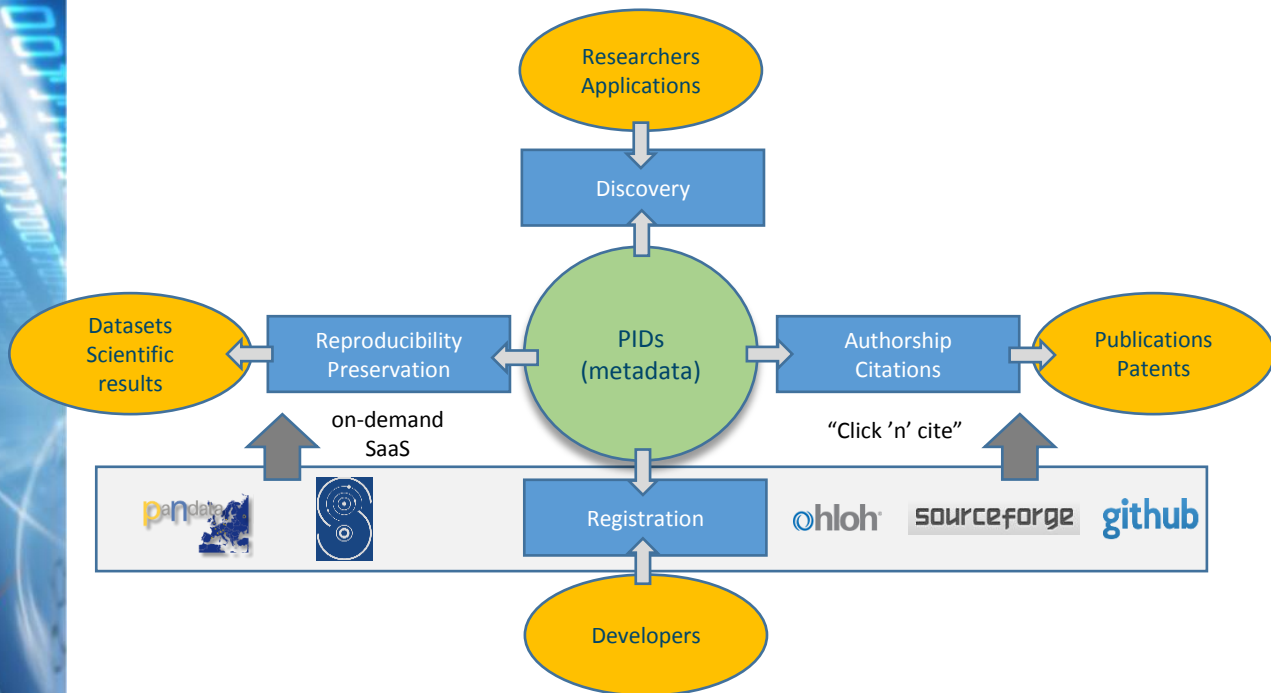 Researchers
Applications
Discovery
Datasets
Scientific
results
Reproducibility
Preservation
PIDs
(metadata)
Authorship
Citations
Publications
Patents
on-demand
SaaS
“Click ’n’ cite”
pandata
Registration
ohloh
sourceforge
github
Developers